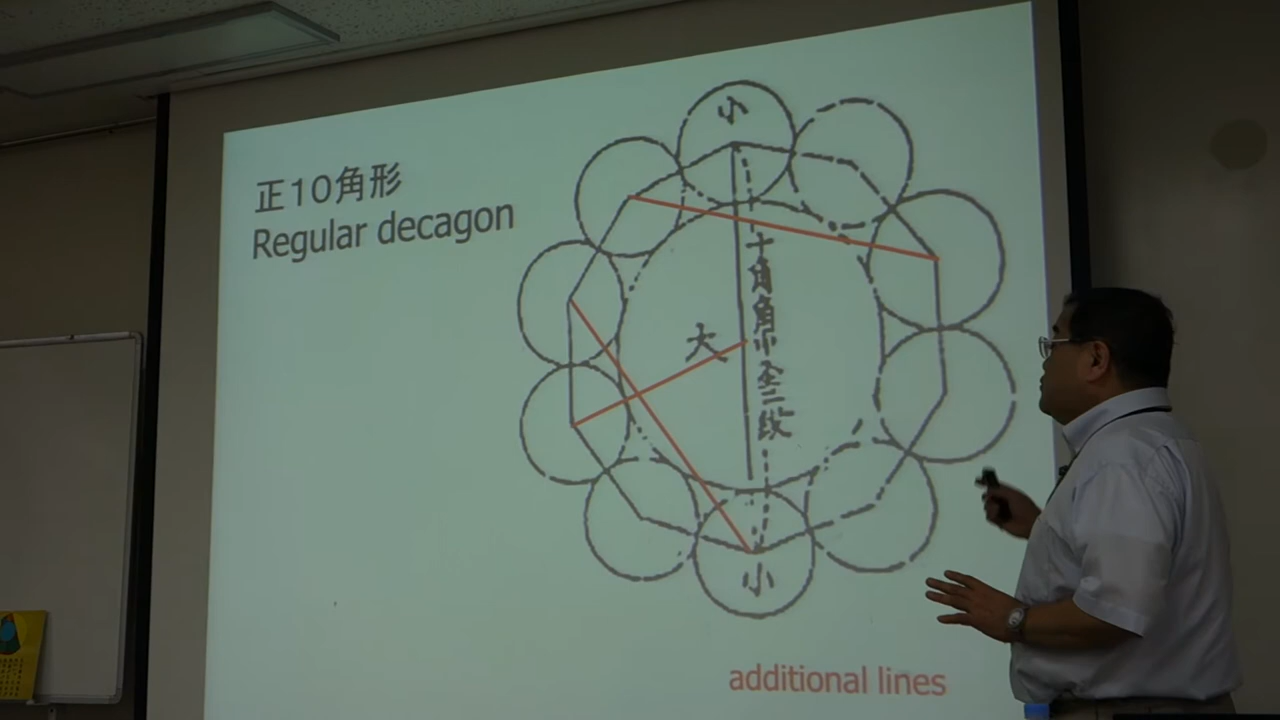 正10角形
Regular decagon
小
大
小
additional lines